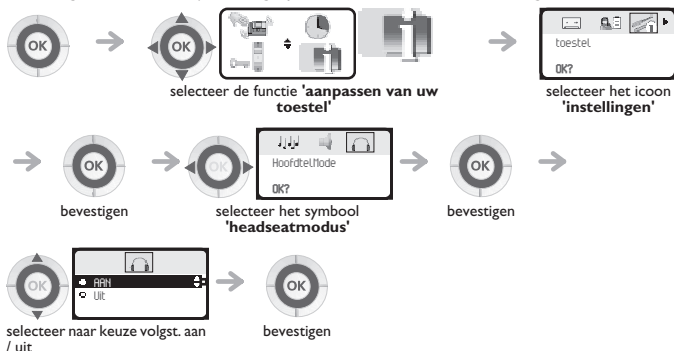 OK
OK
selecteer de functie 'aanpassen van uw
toestel'
toestel
OK?
selecteer het icoon
'instellingen'
OK
bevestigen
OK
HoofdtelMode
OK?
selecteer het symbool
'headseatmodus'
OK
bevestigen
OK
AAN
Uit
selecteer naar keuze volgst. aan
/ uit
OK
bevestigen